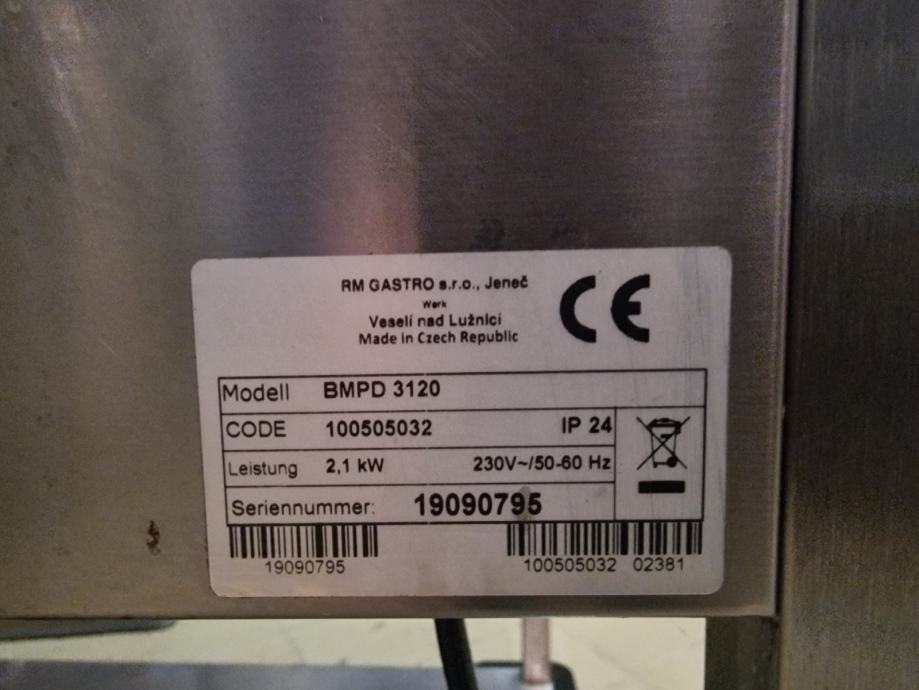 RM GASTRO s.r.o., Jeneč
Werk
Veselí nad Lužnicí
Made in Czech Republic
CE
Modell BMPD 3120
CODE 100505032 IP 24
Leistung 2,1 kW 230V~/50-60 Hz
Seriennummer: 19090795
19090795 100505032 02381